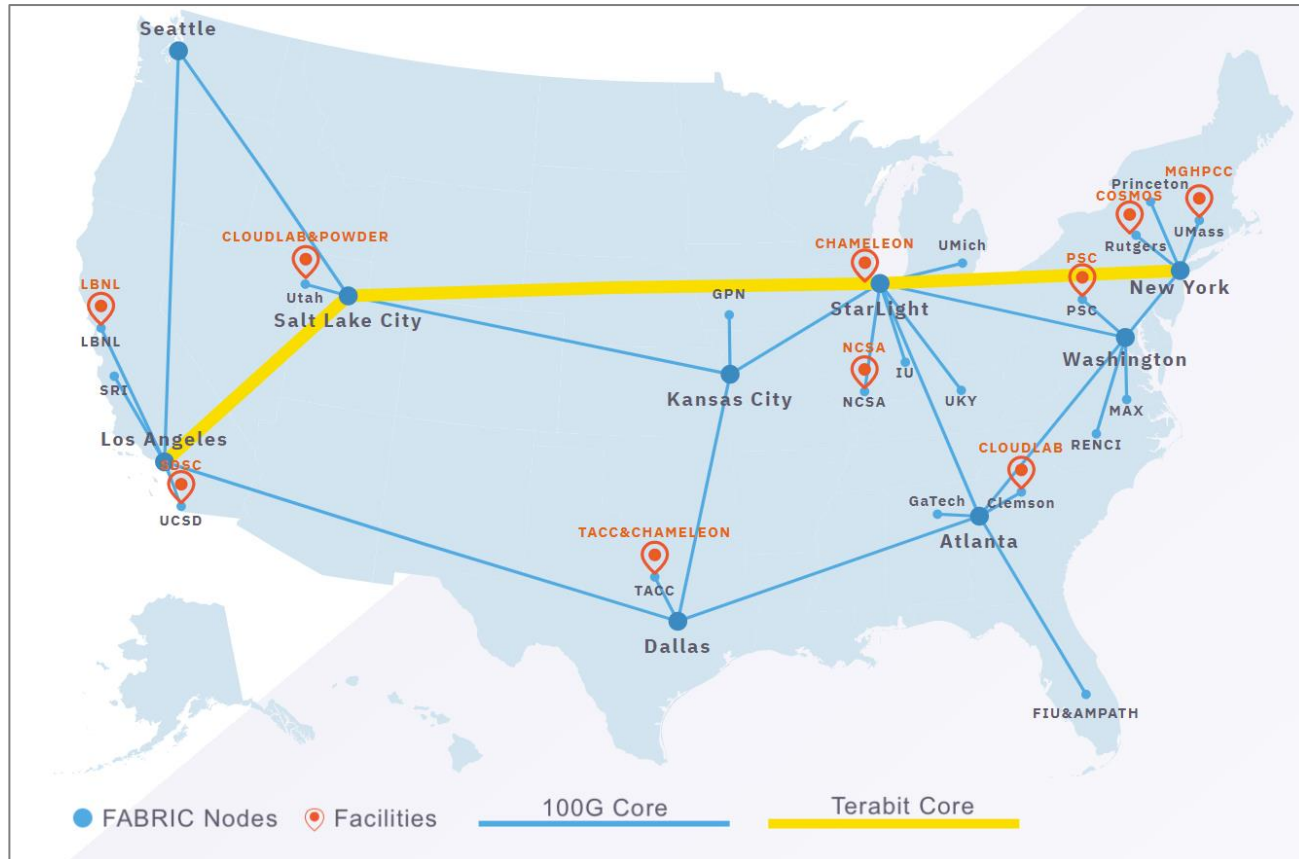 Seattle
MGHPCC
Princeton
COSMOS
UMass
CLOUDLAB&POWDER
CHAMELEON
UMich
Rutgers
PSC
LBNL
Utah
GPN
New York
Salt Lake City
StarLight
PSC
LBNL
NCSA
Washington
IU
SRI
Kansas City
NCSA
UKY
MAX
Los Angeles
RENCI
CLOUDLAB
SDSC
GaTech
Clemson
UCSD
TACC&CHAMELEON
Atlanta
TACC
Dallas
FIU&AMPATH
FABRIC Nodes
Facilities
100G Core
Terabit Core